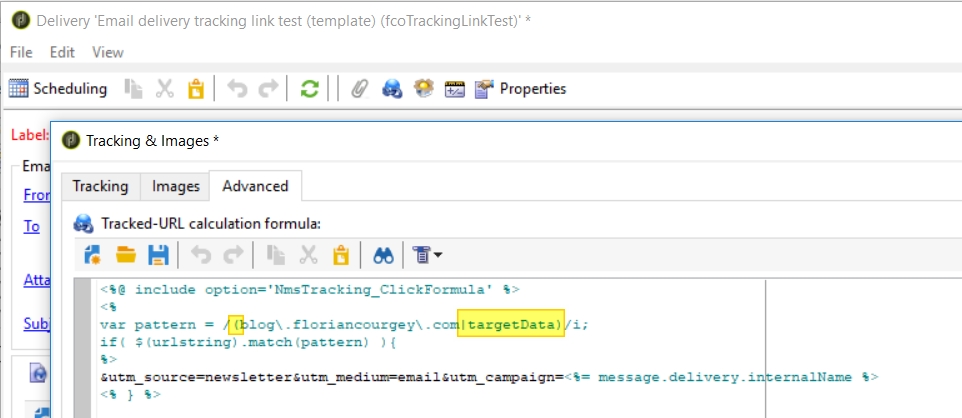 Delivery 'Email delivery tracking link test (template) (fcoTrackingLinkTest)' *
File Edit View
Scheduling Properties
Label:
Tracking & Images *
Ema
Tracking Images Advanced
From
Tracked-URL calculation formula:
To
Atta
<%@ include option='NmsTracking_ClickFormula' %>
<%
Subj
var pattern = /(blog\.floriancourgey\.com|targetData)/i;
if( $(urlstring).match(pattern) ){
%>
&utm_source=newsletter&utm_medium=email&utm_campaign=<%= message.delivery.internalName %>
<% } %>